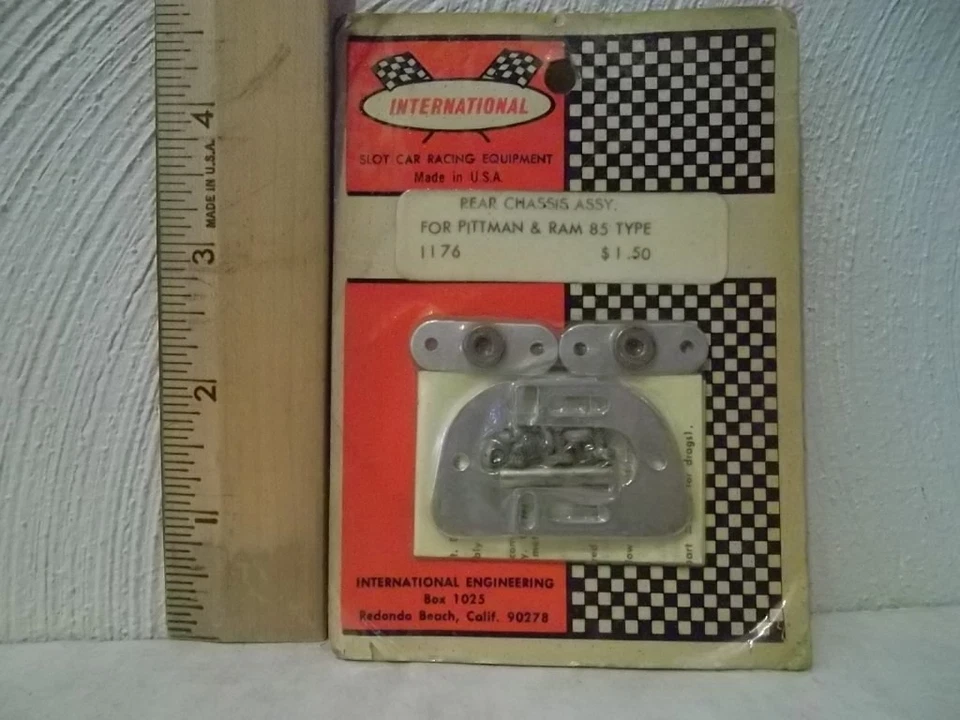 INTERNATIONAL
SLOT CAR RACING EQUIPMENT
Made in U.S.A.
REAR CHASSIS ASSY.
FOR PITTMAN & RAM 85 TYPE
1176 $1.50
drags).
INTERNATIONAL ENGINEERING
Box 1025
Redondo Beach, Calif. 90278
4
MADE IN U.S.A.
3
2
1